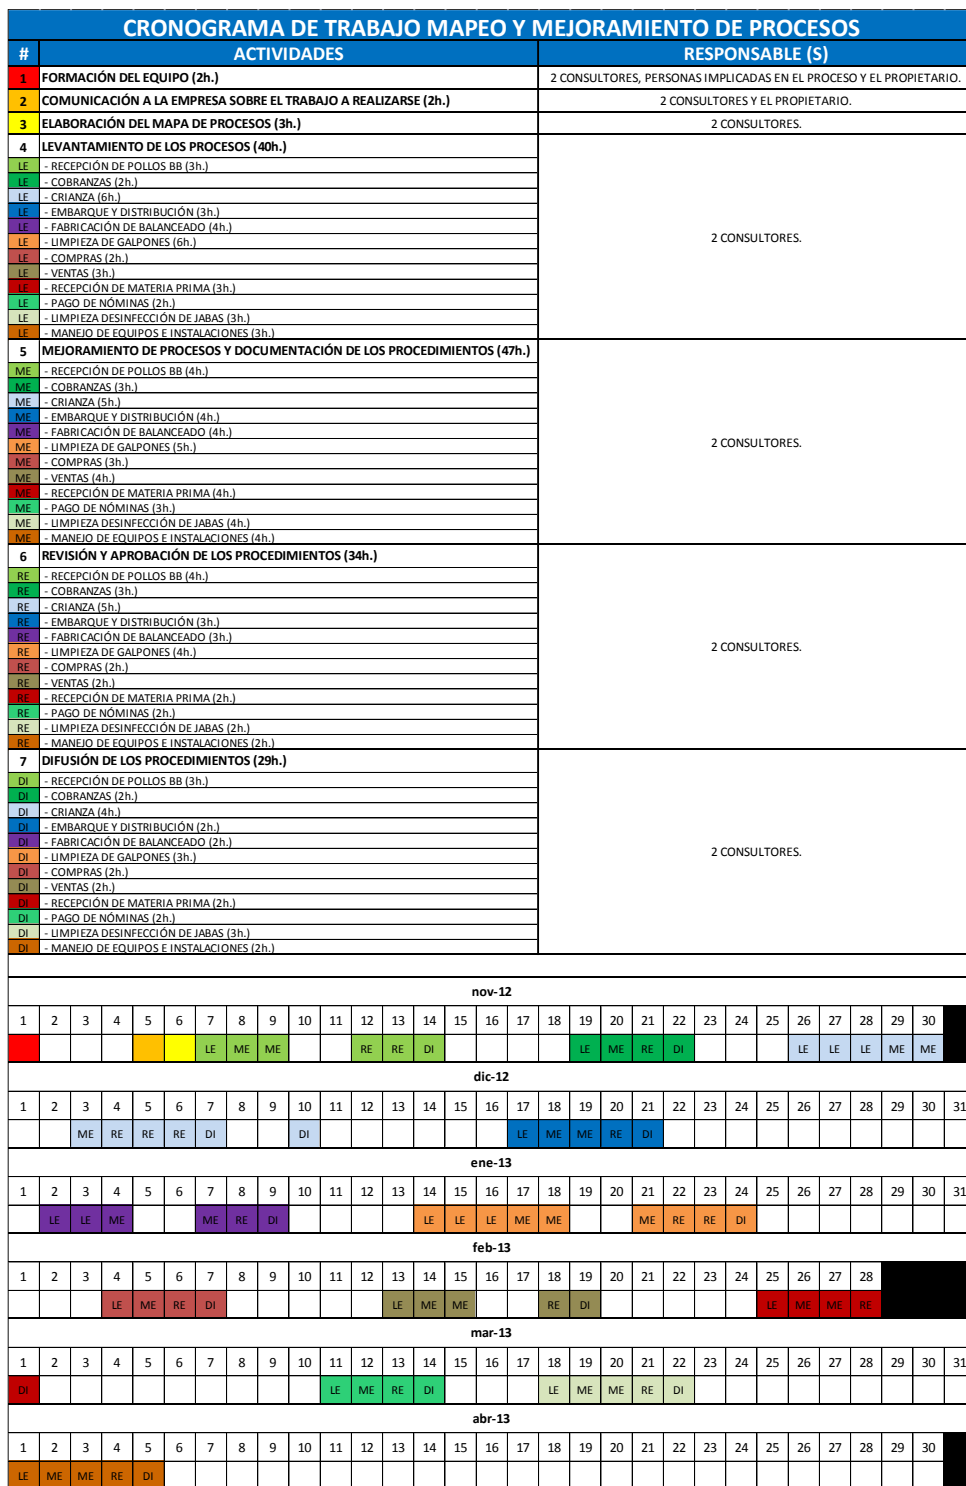 CRONOGRAMA DE TRABAJO MAPEO Y MEJORAMIENTO DE PROCESOS
# ACTIVIDADES RESPONSABLE (S)
1 FORMACIÓN DEL EQUIPO (2h.) 2 CONSULTORES, PERSONAS IMPLICADAS EN EL PROCESO Y EL PROPIETARIO.
2 COMUNICACIÓN A LA EMPRESA SOBRE EL TRABAJO A REALIZARSE (2h.) 2 CONSULTORES Y EL PROPIETARIO.
3 ELABORACIÓN DEL MAPA DE PROCESOS (3h.) 2 CONSULTORES.
4 LEVANTAMIENTO DE LOS PROCESOS (40h.)
LE - RECEPCIÓN DE POLLOS BB (3h.)
LE - COBRANZAS (2h.)
LE - CRIANZA (6h.)
LE - EMBARQUE Y DISTRIBUCIÓN (3h.)
LE - FABRICACIÓN DE BALANCEADO (4h.)
LE - LIMPIEZA DE GALPONES (6h.) 2 CONSULTORES.
LE - COMPRAS (2h.)
LE - VENTAS (3h.)
LE - RECEPCIÓN DE MATERIA PRIMA (3h.)
LE - PAGO DE NÓMINAS (2h.)
LE - LIMPIEZA DESINFECCIÓN DE JABAS (3h.)
LE - MANEJO DE EQUIPOS E INSTALACIONES (3h.)
5 MEJORAMIENTO DE PROCESOS Y DOCUMENTACIÓN DE LOS PROCEDIMIENTOS (47h.)
ME - RECEPCIÓN DE POLLOS BB (4h.)
ME - COBRANZAS (3h.)
ME - CRIANZA (5h.)
ME - EMBARQUE Y DISTRIBUCIÓN (4h.)
ME - FABRICACIÓN DE BALANCEADO (4h.)
ME - LIMPIEZA DE GALPONES (5h.) 2 CONSULTORES.
ME - COMPRAS (3h.)
ME - VENTAS (4h.)
ME - RECEPCIÓN DE MATERIA PRIMA (4h.)
ME - PAGO DE NÓMINAS (3h.)
ME - LIMPIEZA DESINFECCIÓN DE JABAS (4h.)
ME - MANEJO DE EQUIPOS E INSTALACIONES (4h.)
6 REVISIÓN Y APROBACIÓN DE LOS PROCEDIMIENTOS (34h.)
RE - RECEPCIÓN DE POLLOS BB (4h.)
RE - COBRANZAS (3h.)
RE - CRIANZA (5h.)
RE - EMBARQUE Y DISTRIBUCIÓN (3h.)
RE - FABRICACIÓN DE BALANCEADO (3h.)
RE - LIMPIEZA DE GALPONES (4h.) 2 CONSULTORES.
RE - COMPRAS (2h.)
RE - VENTAS (2h.)
RE - RECEPCIÓN DE MATERIA PRIMA (2h.)
RE - PAGO DE NÓMINAS (2h.)
RE - LIMPIEZA DESINFECCIÓN DE JABAS (2h.)
RE - MANEJO DE EQUIPOS E INSTALACIONES (2h.)
7 DIFUSIÓN DE LOS PROCEDIMIENTOS (29h.)
DI - RECEPCIÓN DE POLLOS BB (3h.)
DI - COBRANZAS (2h.)
DI - CRIANZA (4h.)
DI - EMBARQUE Y DISTRIBUCIÓN (2h.)
DI - FABRICACIÓN DE BALANCEADO (2h.)
DI - LIMPIEZA DE GALPONES (3h.) 2 CONSULTORES.
DI - COMPRAS (2h.)
DI - VENTAS (2h.)
DI - RECEPCIÓN DE MATERIA PRIMA (2h.)
DI - PAGO DE NÓMINAS (2h.)
DI - LIMPIEZA DESINFECCIÓN DE JABAS (3h.)
DI - MANEJO DE EQUIPOS E INSTALACIONES (2h.)
nov-12
1 2 3 4 5 6 7 8 9 10 11 12 13 14 15 16 17 18 19 20 21 22 23 24 25 26 27 28 29 30
LE ME ME RE RE DI LE ME RE DI LE LE LE ME ME
dic-12
1 2 3 4 5 6 7 8 9 10 11 12 13 14 15 16 17 18 19 20 21 22 23 24 25 26 27 28 29 30 31
ME RE RE RE DI DI LE ME ME RE DI
ene-13
1 2 3 4 5 6 7 8 9 10 11 12 13 14 15 16 17 18 19 20 21 22 23 24 25 26 27 28 29 30 31
LE LE ME ME RE DI LE LE LE ME ME ME RE RE DI
feb-13
1 2 3 4 5 6 7 8 9 10 11 12 13 14 15 16 17 18 19 20 21 22 23 24 25 26 27 28
LE ME RE DI LE ME ME RE DI LE ME ME RE
mar-13
1 2 3 4 5 6 7 8 9 10 11 12 13 14 15 16 17 18 19 20 21 22 23 24 25 26 27 28 29 30 31
DI LE ME RE DI LE ME ME RE DI
abr-13
1 2 3 4 5 6 7 8 9 10 11 12 13 14 15 16 17 18 19 20 21 22 23 24 25 26 27 28 29 30
LE ME ME RE DI